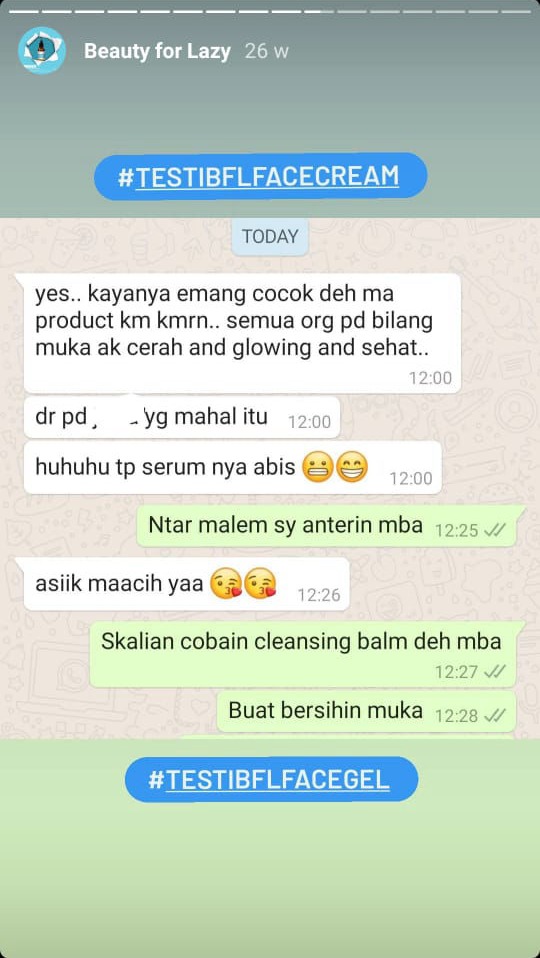 Beauty for Lazy 26 w
#TESTIBFLFACECREAM
TODAY
yes.. kayanya emang cocok deh ma
product km kmrn.. semua org pd bilang
muka ak cerah and glowing and sehat..
12:00
dr pd yg mahal itu 12:00
huhuhu tp serum nya abis 😬😁 12:00
Ntar malem sy anterin mba 12:25
asiik maacih yaa 😘😘 12:26
Skalian cobain cleansing balm deh mba
12:27
Buat bersihin muka 12:28
#TESTIBFLFACEGEL